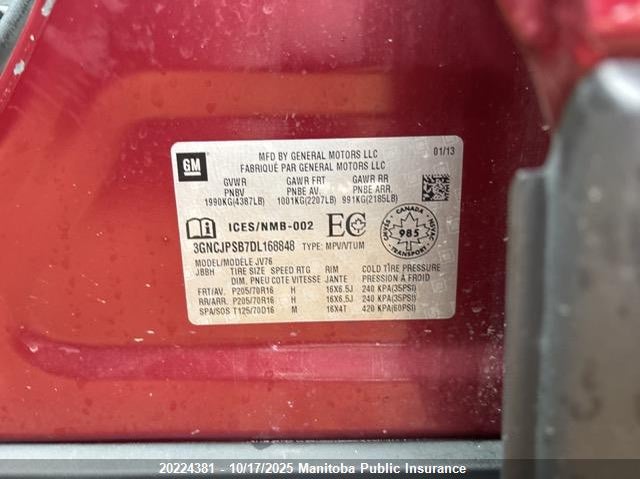 GM
MFD BY GENERAL MOTORS LLC
FABRIQUÉ PAR GENERAL MOTORS LLC
01/13
GVWR GAWR FRT GAWR RR
PNBV PNBE AV. PNBE ARR.
1990KG(4387LB) 1001KG(2207LB) 991KG(2185LB)
ICES/NMB-002 EC
CANADA
CMVSS 985 NSVAC
TRANSPORT
3GNCJPSB7DL168848 TYPE: MPV/VTUM
MODEL/MODÈLE JV76
JBBH TIRE SIZE SPEED RTG RIM COLD TIRE PRESSURE
DIM. PNEU COTE VITESSE JANTE PRESSION À FROID
FRT/AV. P205/70R16 H 16X6.5J 240 KPA(35PSI)
RR/ARR. P205/70R16 H 16X6.5J 240 KPA(35PSI)
SPA/SOS T125/70D16 M 16X4T 420 KPA(60PSI)
20224381 - 10/17/2025 Manitoba Public Insurance